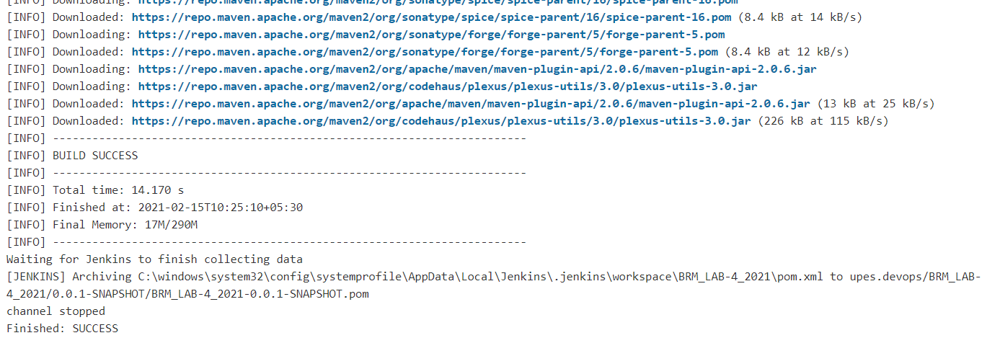 [INFO] Downloading: https://repo.maven.apache.org/maven2/org/sonatype/spice/spice-parent/16/spice-parent-16.pom
[INFO] Downloaded: https://repo.maven.apache.org/maven2/org/sonatype/spice/spice-parent/16/spice-parent-16.pom (8.4 kB at 14 kB/s)
[INFO] Downloading: https://repo.maven.apache.org/maven2/org/sonatype/forge/forge-parent/5/forge-parent-5.pom
[INFO] Downloaded: https://repo.maven.apache.org/maven2/org/sonatype/forge/forge-parent/5/forge-parent-5.pom (8.4 kB at 12 kB/s)
[INFO] Downloading: https://repo.maven.apache.org/maven2/org/apache/maven/maven-plugin-api/2.0.6/maven-plugin-api-2.0.6.jar
[INFO] Downloading: https://repo.maven.apache.org/maven2/org/codehaus/plexus/plexus-utils/3.0/plexus-utils-3.0.jar
[INFO] Downloaded: https://repo.maven.apache.org/maven2/org/apache/maven/maven-plugin-api/2.0.6/maven-plugin-api-2.0.6.jar (13 kB at 25 kB/s)
[INFO] Downloaded: https://repo.maven.apache.org/maven2/org/codehaus/plexus/plexus-utils/3.0/plexus-utils-3.0.jar (226 kB at 115 kB/s)
[INFO] ------------------------------------------------------------------------
[INFO] BUILD SUCCESS
[INFO] ------------------------------------------------------------------------
[INFO] Total time: 14.170 s
[INFO] Finished at: 2021-02-15T10:25:10+05:30
[INFO] Final Memory: 17M/290M
[INFO] ------------------------------------------------------------------------
Waiting for Jenkins to finish collecting data
[JENKINS] Archiving C:\windows\system32\config\systemprofile\AppData\Local\Jenkins\.jenkins\workspace\BRM_LAB-4_2021\pom.xml to upes.devops/BRM_LAB-
4_2021/0.0.1-SNAPSHOT/BRM_LAB-4_2021-0.0.1-SNAPSHOT.pom
channel stopped
Finished: SUCCESS